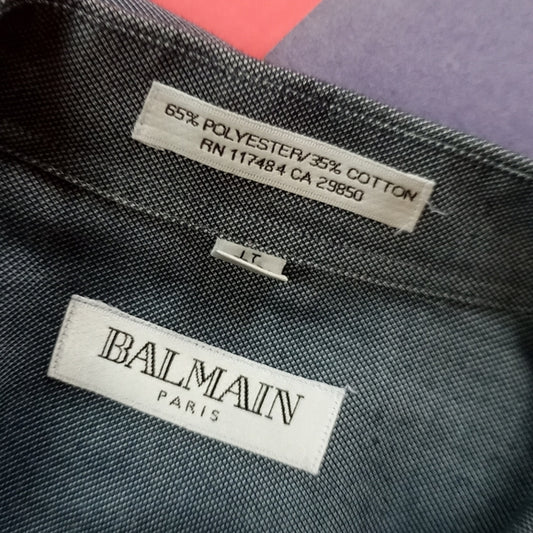 65% POLYESTER/35% COTTON
RN 117484 CA 29850
LT
BALMAIN
PARIS